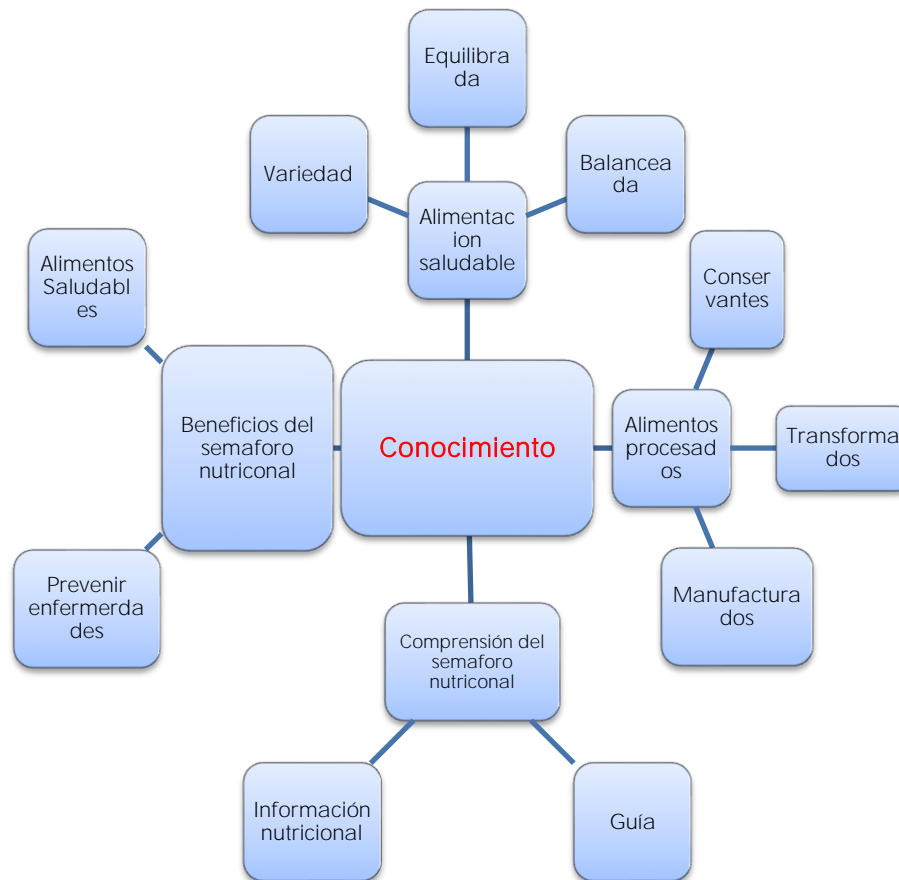 Equilibra
da
Variedad
Balancea
da
Alimentac
ion
saludable
Alimentos
Saludabl
es
Conser
vantes
Beneficios del
semaforo
nutriconal
Conocimiento
Alimentos
procesad
os
Transforma
dos
Prevenir
enfermerda
des
Manufactura
dos
Comprensión del
semaforo
nutriconal
Información
nutricional
Guía